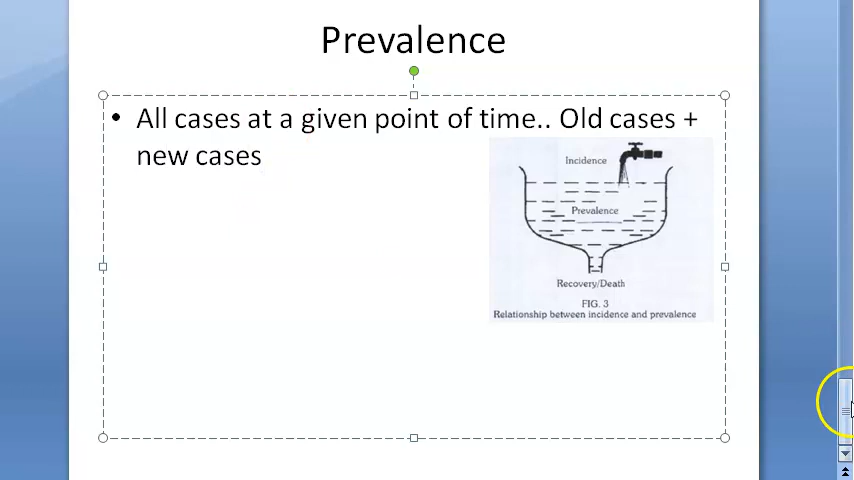 Prevalence
• All cases at a given point of time.. Old cases +
new cases
Incidence
Prevalence
Recovery/Death
FIG. 3
Relationship between incidence and prevalence